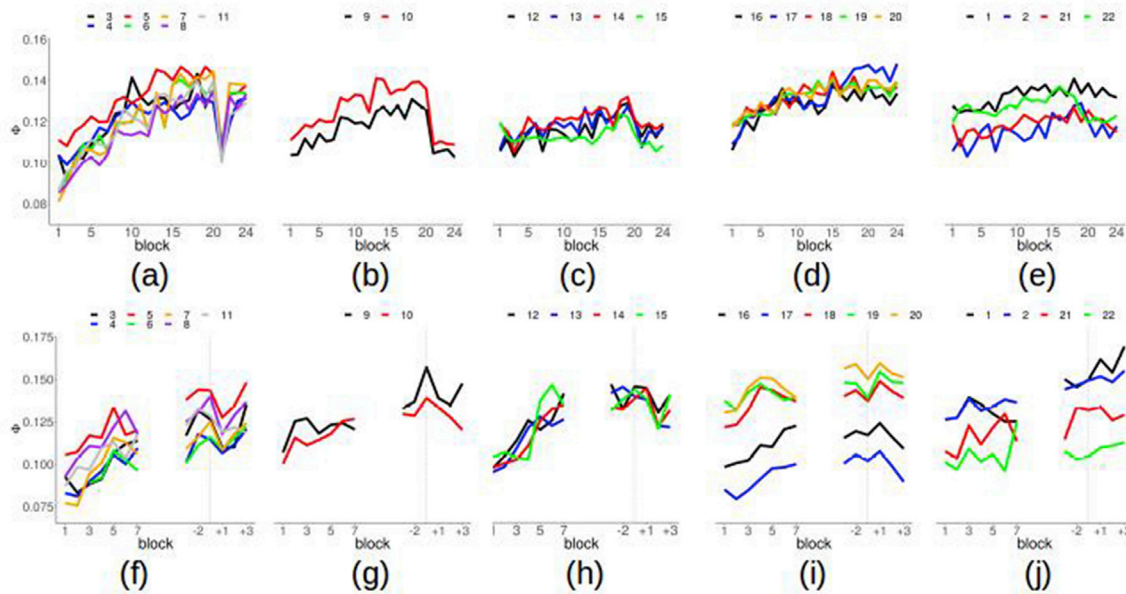 3 5 7 11
4 6 8
9 10
12 13 14 15
16 17 18 19 20
1 2 21 22
0.16
0.14
0.12
0.10
0.08
Φ
1 5 10 15 20 24
1 5 10 15 20 24
1 5 10 15 20 24
1 5 10 15 20 24
1 5 10 15 20 24
block block block block block
(a) (b) (c) (d) (e)
3 5 7 11
4 6 8
9 10
12 13 14 15
16 17 18 19 20
1 2 21 22
0.175
0.150
0.125
0.100
0.075
Φ
1 3 5 7 -2 +1 +3
1 3 5 7 -2 +1 +3
1 3 5 7 -2 +1 +3
1 3 5 7 -2 +1 +3
1 3 5 7 -2 +1 +3
block block block block block
(f) (g) (h) (i) (j)